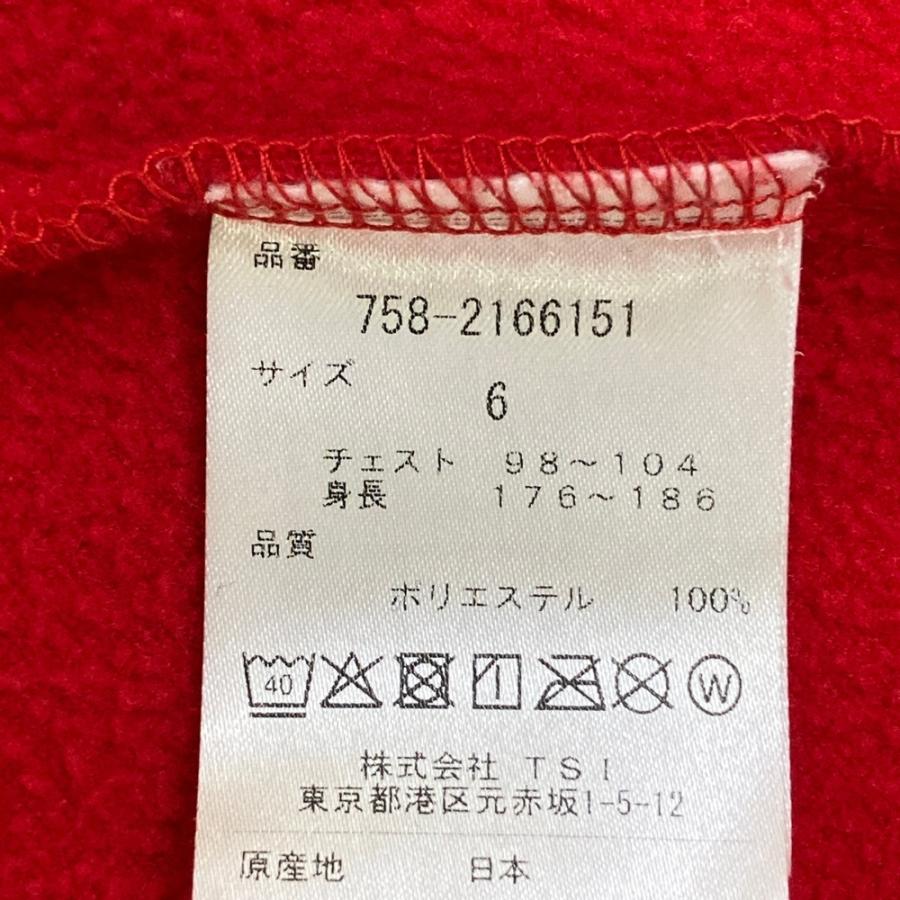 品番
758-2166151
サイズ
6
チェスト 98~104
身長 176~186
品質
ポリエステル 100%
40 W
株式会社 TSI
東京都港区元赤坂1-5-12
原産地 日本